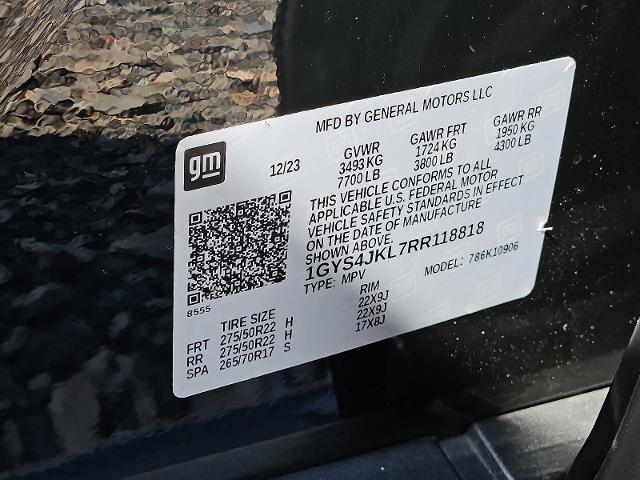 MFD BY GENERAL MOTORS LLC
gm
12/23 GVWR GAWR FRT GAWR RR
3493 KG 1724 KG 1950 KG
7700 LB 3800 LB 4300 LB
THIS VEHICLE CONFORMS TO ALL
APPLICABLE U.S. FEDERAL MOTOR
VEHICLE SAFETY STANDARDS IN EFFECT
ON THE DATE OF MANUFACTURE
SHOWN ABOVE.
1GYS4JKL7RR118818
TYPE: MPV MODEL: 786K10906
8555
TIRE SIZE RIM
FRT 275/50R22 H 22X9J
RR 275/50R22 H 22X9J
SPA 265/70R17 S 17X8J